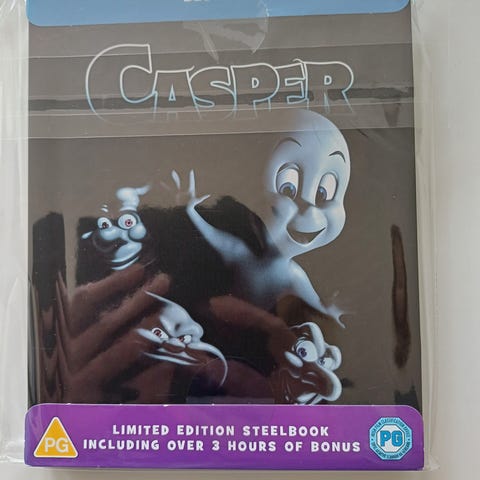 CASPER
LIMITED EDITION STEELBOOK
PG
INCLUDING OVER 3 HOURS OF BONUS
PG